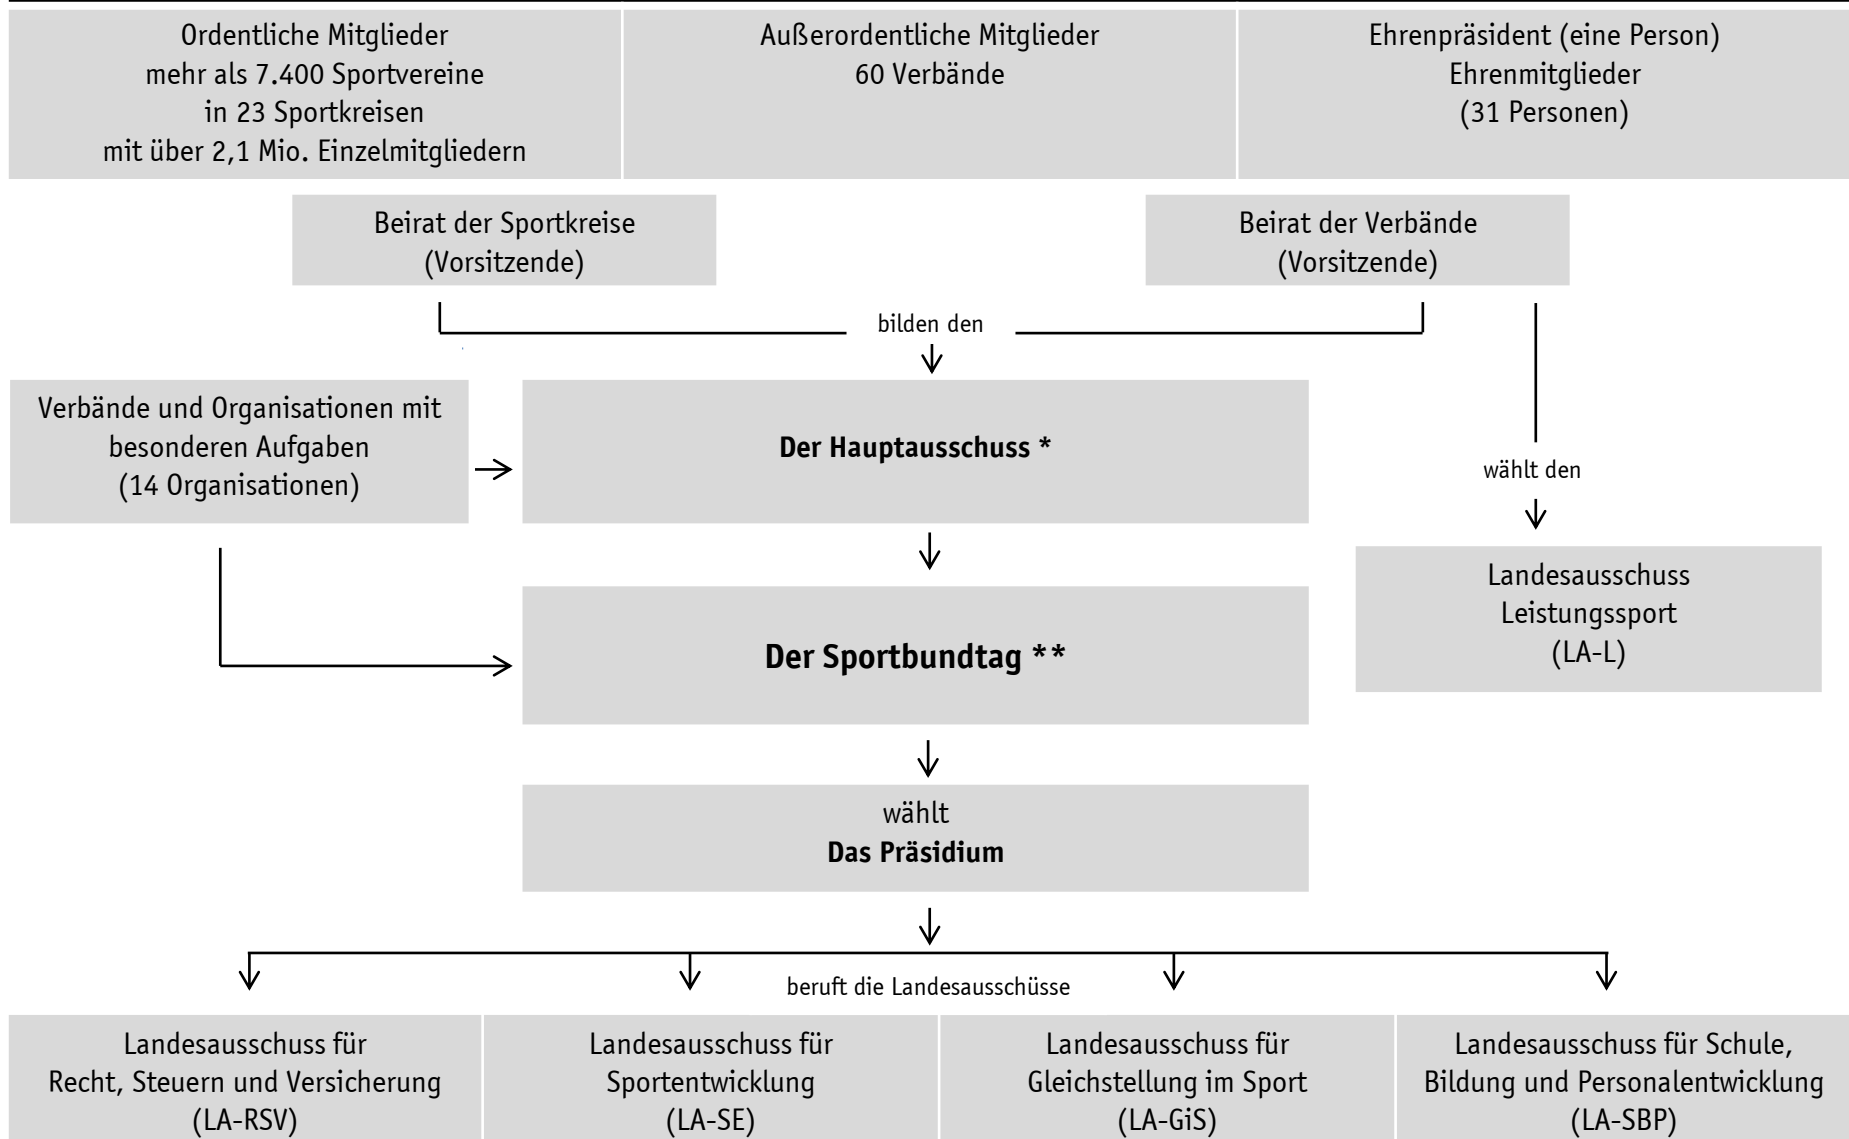 Ordentliche Mitglieder
mehr als 7.400 Sportvereine
in 23 Sportkreisen
mit über 2,1 Mio. Einzelmitgliedern
Außerordentliche Mitglieder
60 Verbände
Ehrenpräsident (eine Person)
Ehrenmitglieder
(31 Personen)
Beirat der Sportkreise
(Vorsitzende)
Beirat der Verbände
(Vorsitzende)
bilden den
Verbände und Organisationen mit
besonderen Aufgaben
(14 Organisationen)
Der Hauptausschuss *
wählt den
Landesausschuss
Leistungssport
(LA-L)
Der Sportbundtag **
wählt
Das Präsidium
beruft die Landesausschüsse
Landesausschuss für
Recht, Steuern und Versicherung
(LA-RSV)
Landesausschuss für
Sportentwicklung
(LA-SE)
Landesausschuss für
Gleichstellung im Sport
(LA-GiS)
Landesausschuss für Schule,
Bildung und Personalentwicklung
(LA-SBP)